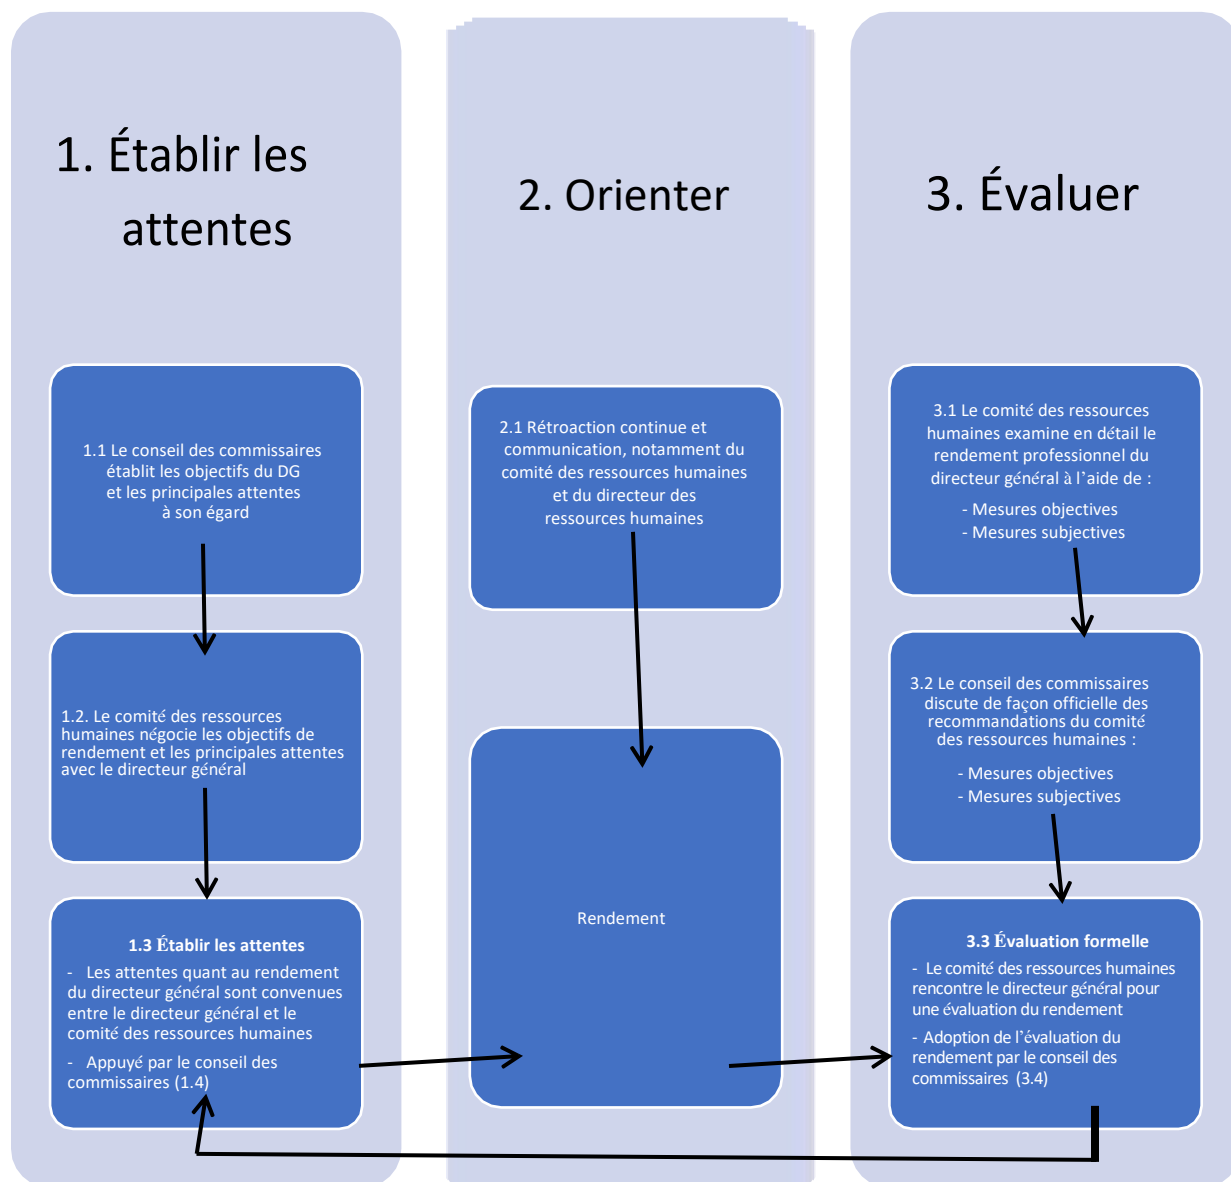 1. Établir les
attentes
1.1 Le conseil des commissaires
établit les objectifs du DG
et les principales attentes
à son égard
1.2. Le comité des ressources
humaines négocie les objectifs de
rendement et les principales attentes
avec le directeur général
1.3 Établir les attentes
- Les attentes quant au rendement
du directeur général sont convenues
entre le directeur général et le
comité des ressources humaines
- Appuyé par le conseil des
commissaires (1.4)
2. Orienter
2.1 Rétroaction continue et
communication, notamment du
comité des ressources humaines
et du directeur des
ressources humaines
Rendement
3. Évaluer
3.1 Le comité des ressources
humaines examine en détail le
rendement professionnel du
directeur général à l’aide de :
- Mesures objectives
- Mesures subjectives
3.2 Le conseil des commissaires
discute de façon officielle des
recommandations du comité
des ressources humaines :
- Mesures objectives
- Mesures subjectives
3.3 Évaluation formelle
- Le comité des ressources humaines
rencontre le directeur général pour
une évaluation du rendement
- Adoption de l’évaluation du
rendement par le conseil des
commissaires (3.4)